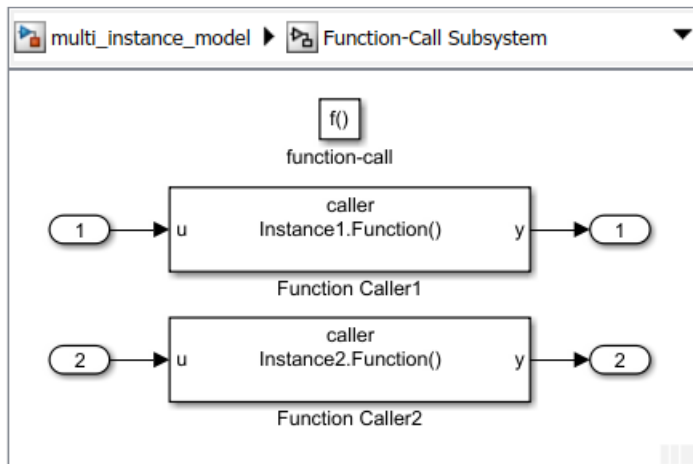 multi_instance_model Function-Call Subsystem
f()
function-call
caller
1 u Instance1.Function() y 1
Function Caller1
caller
2 u Instance2.Function() y 2
Function Caller2